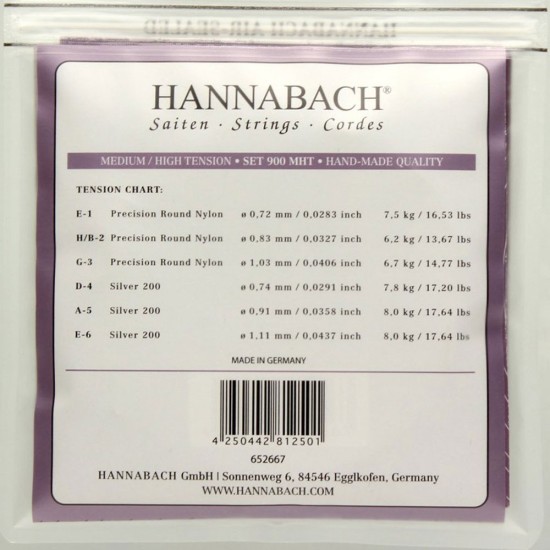 HANNABACH AIR-SEALED
HANNABACH®
Saiten · Strings · Cordes
MEDIUM / HIGH TENSION • SET 900 MHT • HAND-MADE QUALITY
TENSION CHART:
E-1 Precision Round Nylon ø 0,72 mm / 0,0283 inch 7,5 kg / 16,53 lbs
H/B-2 Precision Round Nylon ø 0,83 mm / 0,0327 inch 6,2 kg / 13,67 lbs
G-3 Precision Round Nylon ø 1,03 mm / 0,0406 inch 6,7 kg / 14,77 lbs
D-4 Silver 200 ø 0,74 mm / 0,0291 inch 7,8 kg / 17,20 lbs
A-5 Silver 200 ø 0,91 mm / 0,0358 inch 8,0 kg / 17,64 lbs
E-6 Silver 200 ø 1,11 mm / 0,0437 inch 8,0 kg / 17,64 lbs
MADE IN GERMANY
4 250442 812501
652667
HANNABACH GmbH | Sonnenweg 6, 84546 Egglkofen, Germany
WWW.HANNABACH.COM